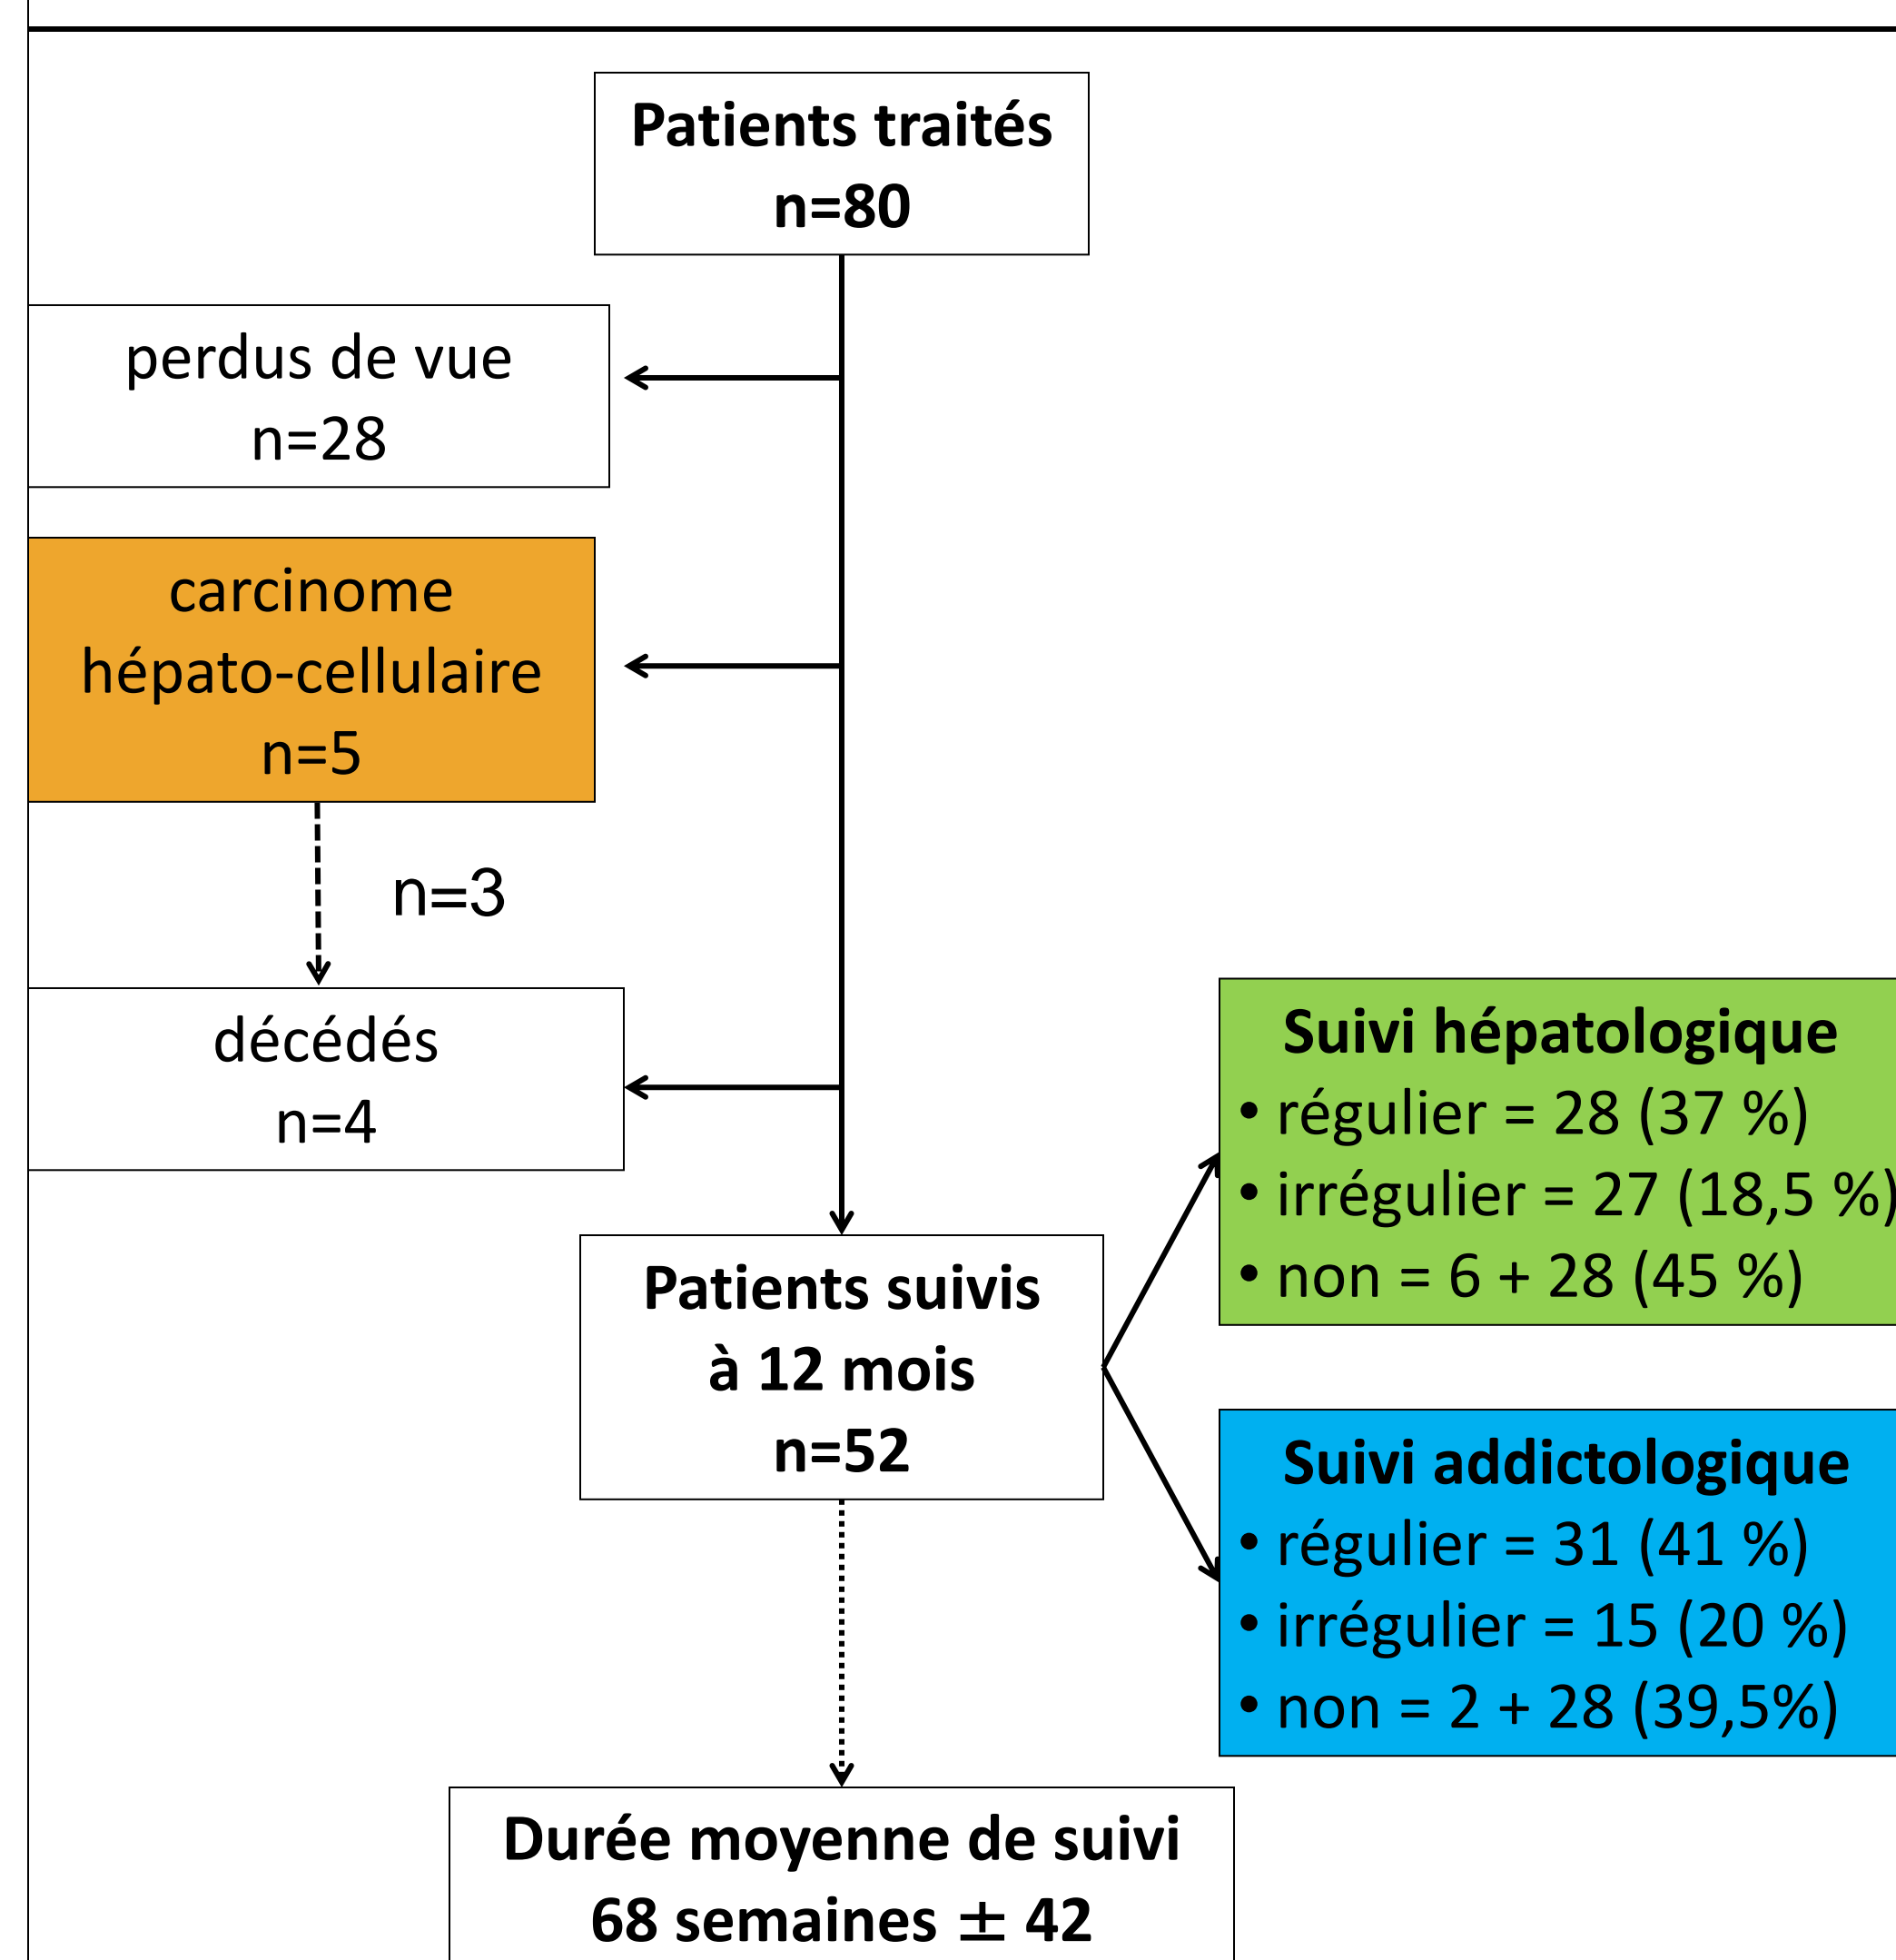 Patients traités
n=80
perdus de vue
n=28
carcinome
hépato-cellulaire
n=5
n=3
décédés
n=4
Patients suivis
à 12 mois
n=52
Suivi hépatologique
• régulier = 28 (37 %)
• irrégulier = 27 (18,5 %)
• non = 6 + 28 (45 %)
Suivi addictologique
• régulier = 31 (41 %)
• irrégulier = 15 (20 %)
• non = 2 + 28 (39,5%)
Durée moyenne de suivi
68 semaines ± 42